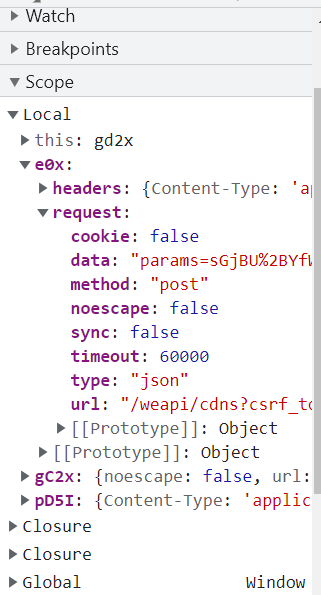 Watch
Breakpoints
Scope
Local
this: gd2x
e0x:
headers: {Content-Type: 'ap
request:
cookie: false
data: "params=sGjBU%2BYfW
method: "post"
noescape: false
sync: false
timeout: 60000
type: "json"
url: "/weapi/cdns?csrf_to
[[Prototype]]: Object
[[Prototype]]: Object
gC2x: {noescape: false, url:
pD5I: {Content-Type: 'applic
Closure
Closure
Global Window